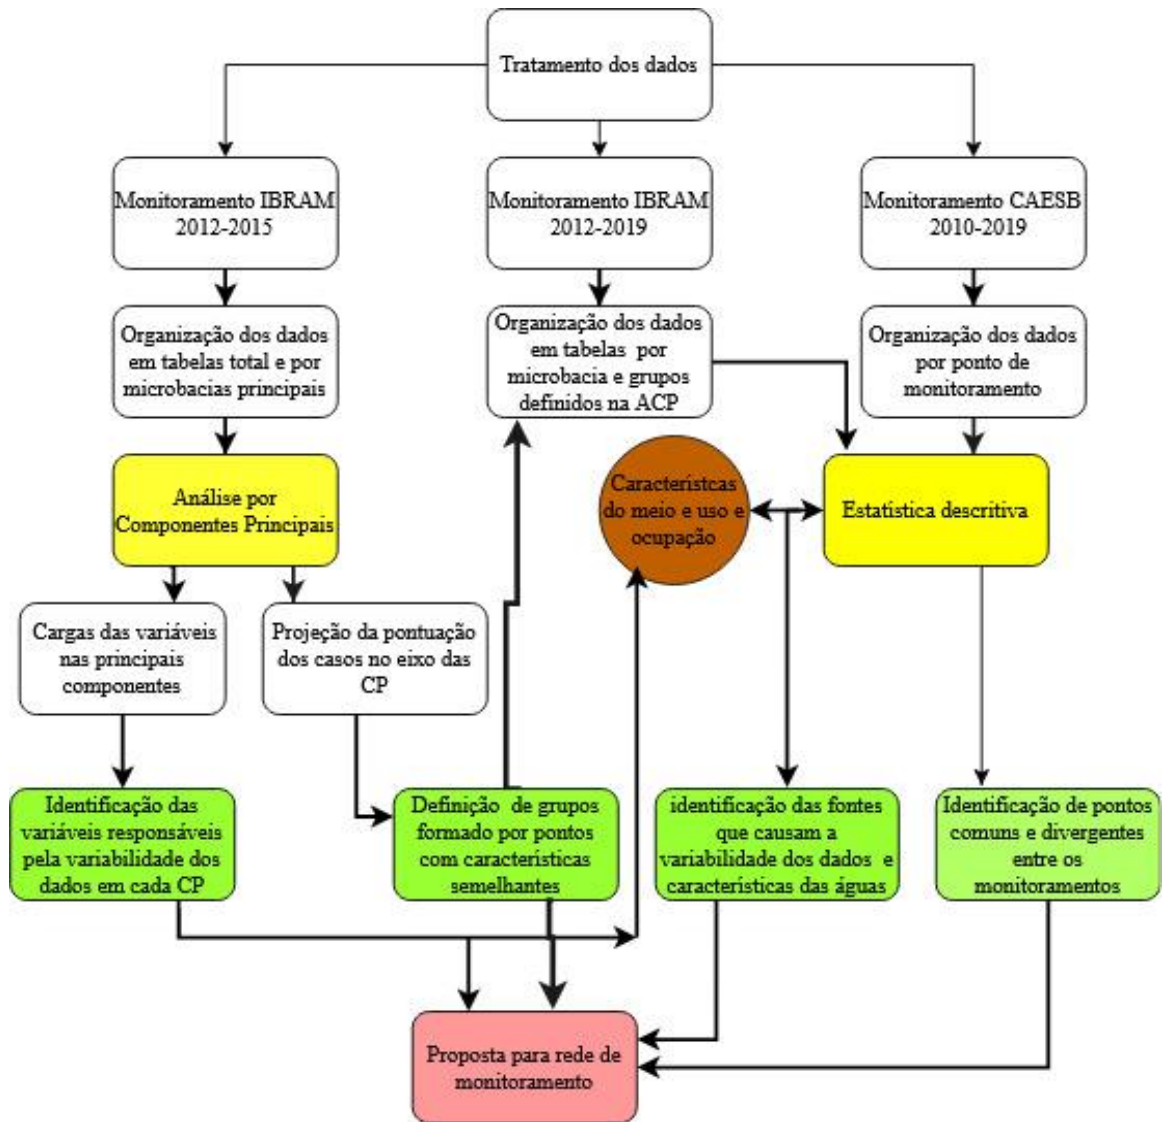 Tratamento dos dados
Monitoramento IBRAM
2012-2015
Monitoramento IBRAM
2012-2019
Monitoramento CAESB
2010-2019
Organização dos dados
em tabelas total e por
microbacias principais
Organização dos dados
em tabelas por
microbacia e grupos
definidos na ACP
Organização dos dados
por ponto de
monitoramento
Análise por
Componentes Principais
Característcas
do meio e uso e
ocupação
Estatística descritiva
Cargas das variáveis
nas principais
componentes
Projeção da pontuação
dos casos no eixo das
CP
Identificação das
variáveis responsáveis
pela variabilidade dos
dados em cada CP
Definição de grupos
formado por pontos
com características
semelhantes
identificação das fontes
que causam a
variabilidade dos dados e
características das águas
Identificação de pontos
comuns e divergentes
entre os
monitoramentos
Proposta para rede de
monitoramento